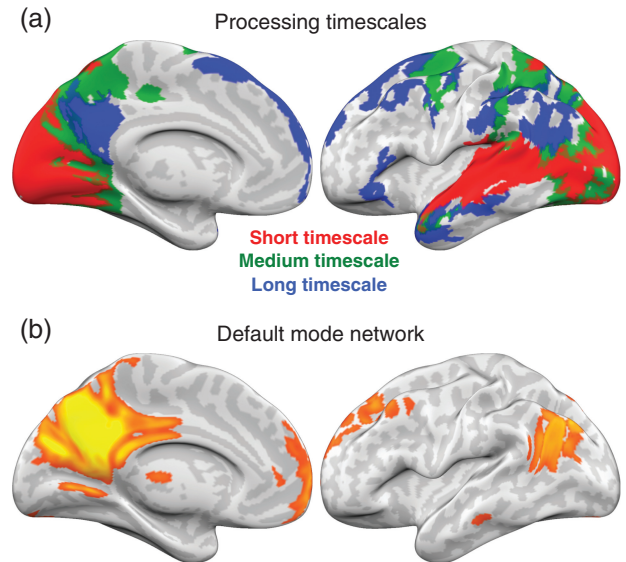 (a)
Processing timescales
Short timescale
Medium timescale
Long timescale
(b)
Default mode network